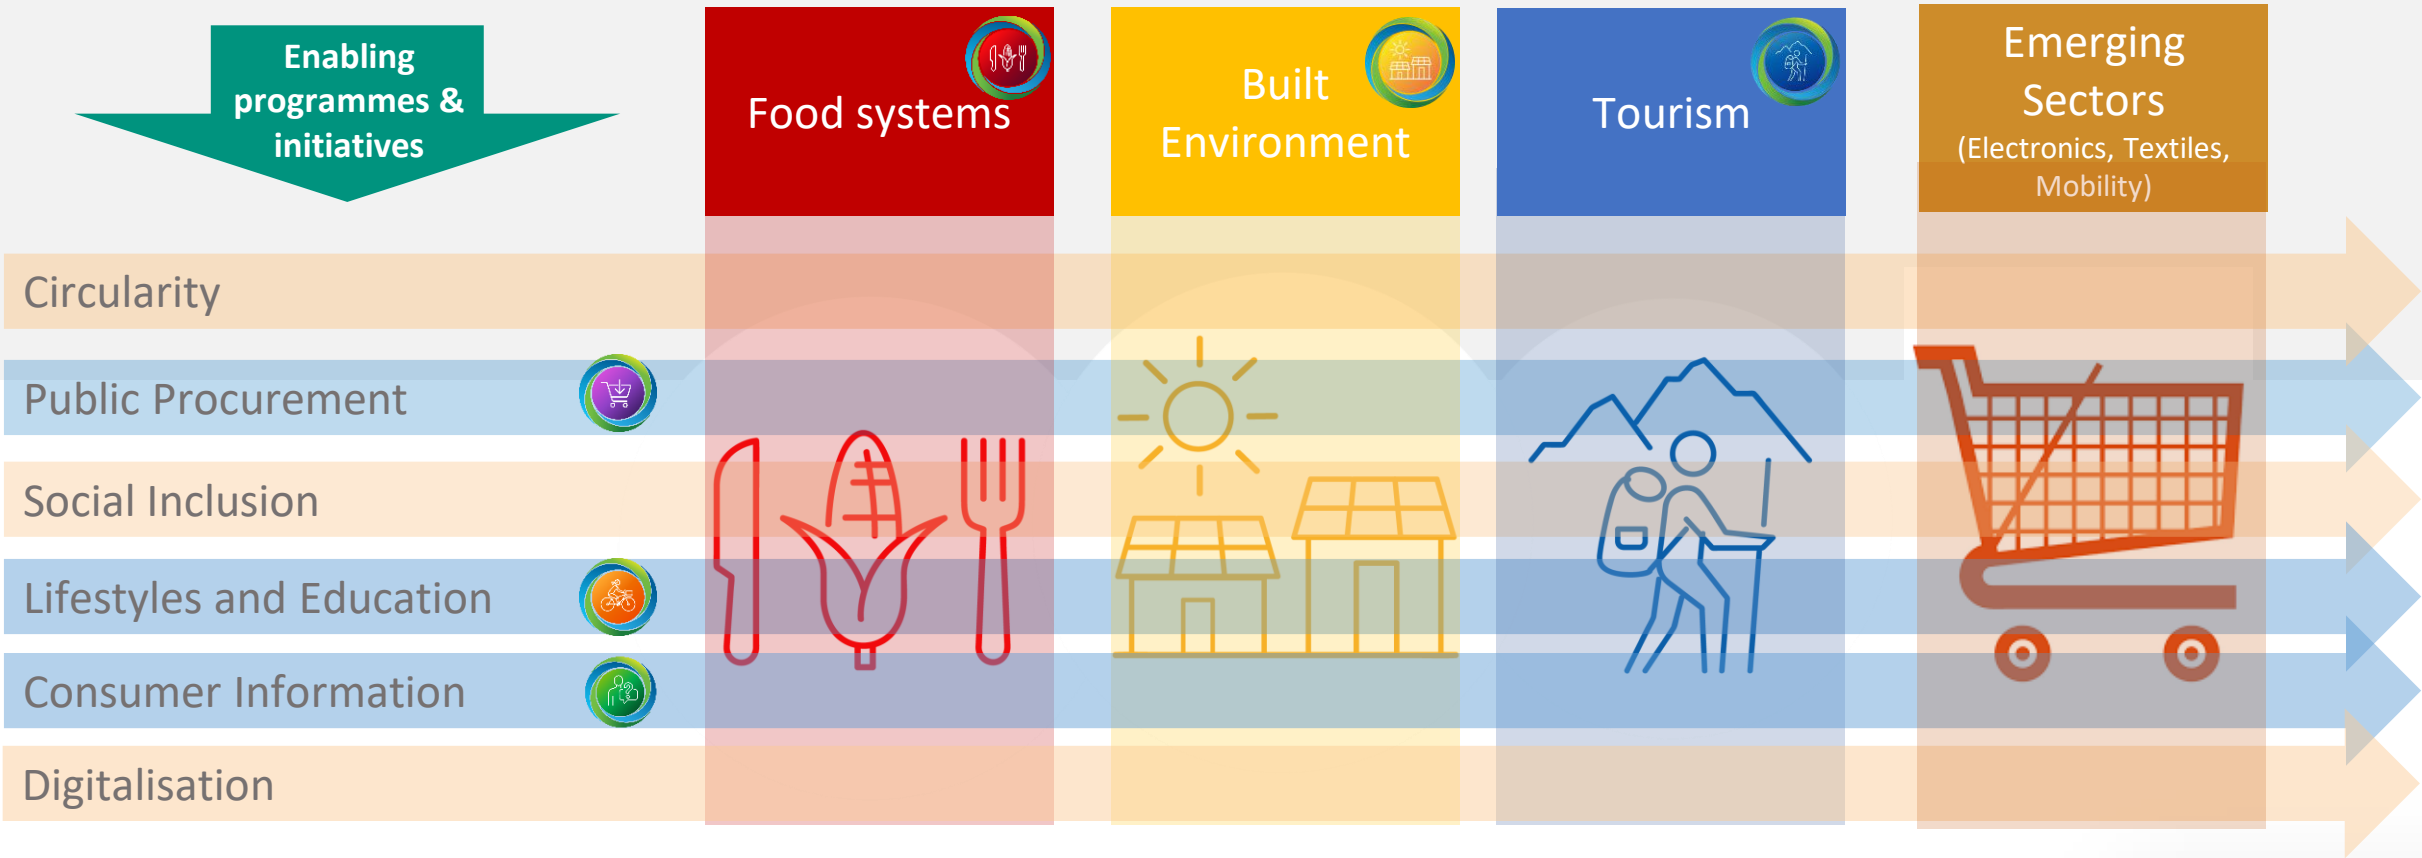 Enabling
programmes &
initiatives
Food systems
Built
Environment
Tourism
Emerging
Sectors
(Electronics, Textiles,
Mobility)
Circularity
Public Procurement
Social Inclusion
Lifestyles and Education
Consumer Information
Digitalisation